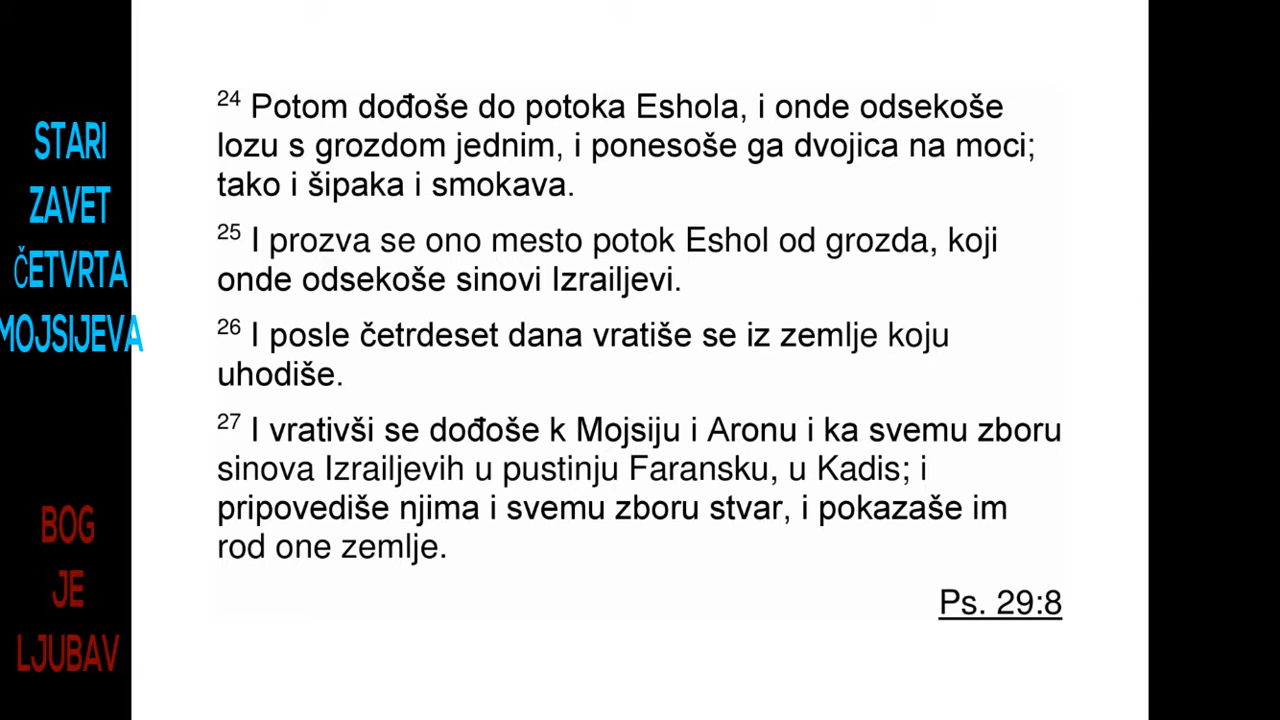 STARI
ZAVET
ČETVRTA
MOJSIJEVA
BOG
JE
LJUBAV
24 Potom dođoše do potoka Eshola, i onde odsekoše
lozu s grozdom jednim, i ponesoše ga dvojica na moci;
tako i šipaka i smokava.
25 I prozva se ono mesto potok Eshol od grozda, koji
onde odsekoše sinovi Izrailjevi.
26 I posle četrdeset dana vratiše se iz zemlje koju
uhodiše.
27 I vrativši se dođoše k Mojsiju i Aronu i ka svemu zboru
sinova Izrailjevih u pustinju Faransku, u Kadis; i
pripovediše njima i svemu zboru stvar, i pokazaše im
rod one zemlje.
Ps. 29:8